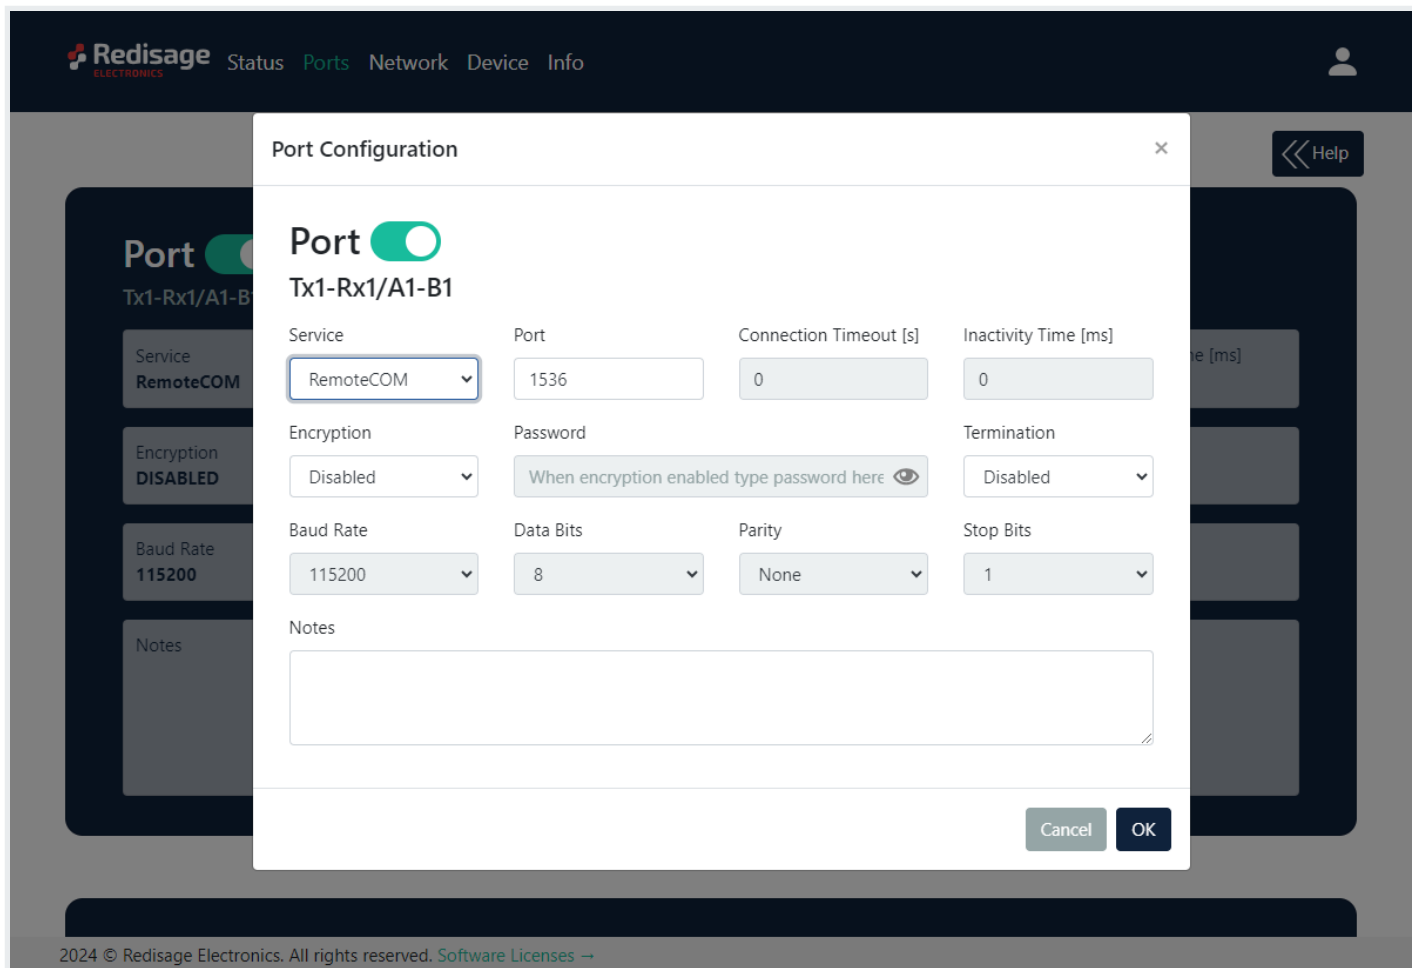 Redisage
ELECTRONICS
Status Ports Network Device Info
Port Configuration ×
Help
Port
Tx1-Rx1/A1-B1
Service Port Connection Timeout [s] Inactivity Time [ms]
RemoteCOM 1536 0 0
Encryption Password Termination
Disabled When encryption enabled type password here Disabled
Baud Rate Data Bits Parity Stop Bits
115200 8 None 1
Notes
Cancel OK
Port
Tx1-Rx1/A1-B
Service
RemoteCOM
[ms]
Encryption
DISABLED
Baud Rate
115200
Notes
2024 © Redisage Electronics. All rights reserved. Software Licenses →